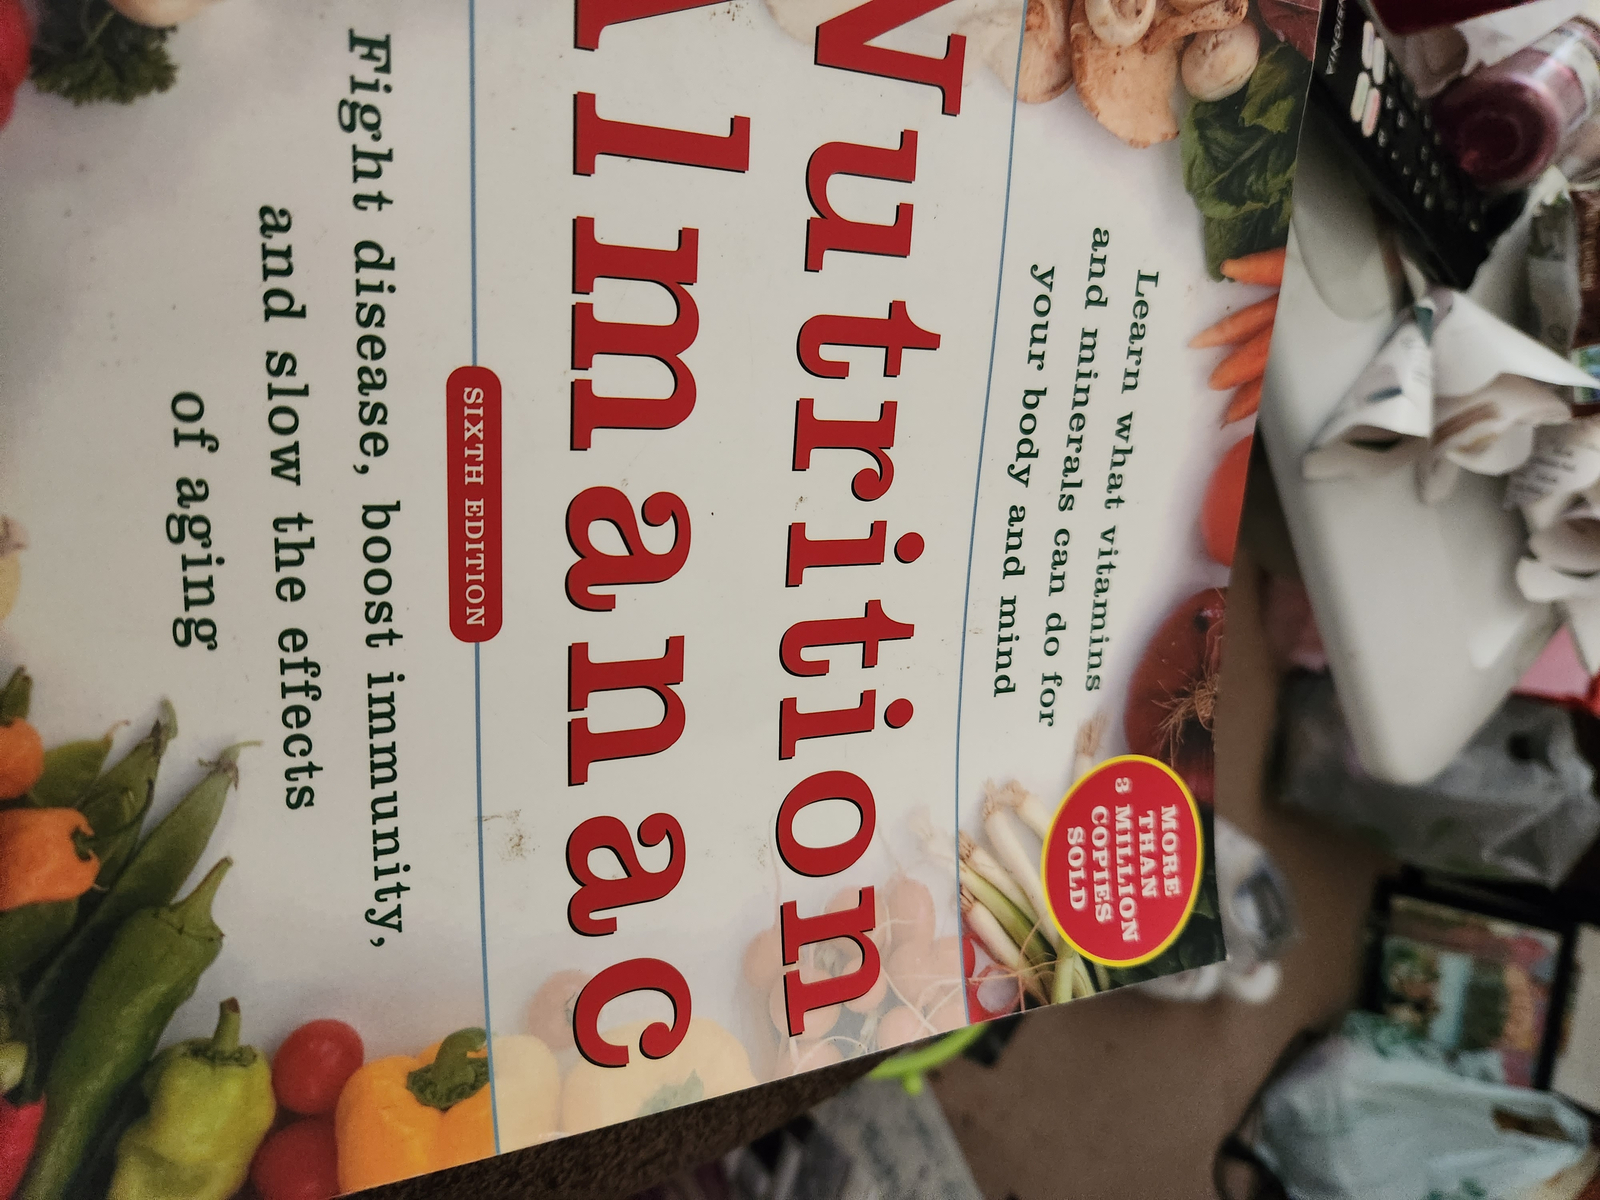 MORE
THAN
3 MILLION
COPIES
SOLD
Learn what vitamins
and minerals can do for
your body and mind
Nutrition
Almanac
SIXTH EDITION
Fight disease, boost immunity,
and slow the effects
of aging
INSIGNIA